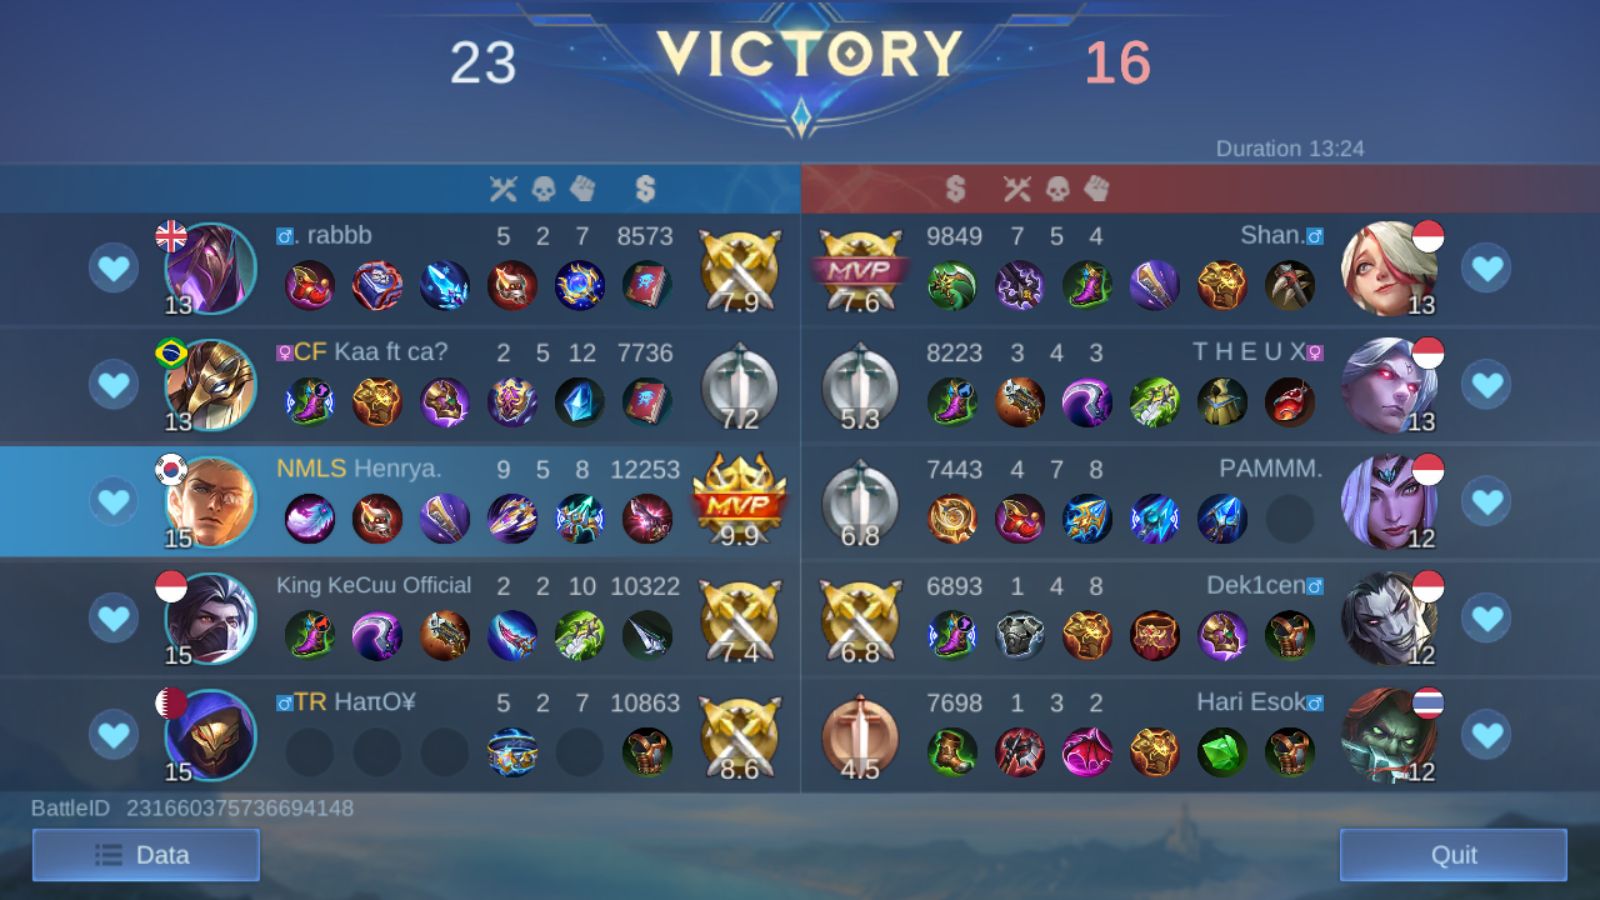 23 VICTORY 16
Duration 13:24
. rabbb 5 2 7 8573
13 7.9
MVP 7.6 9849 7 5 4 Shan.
13
CF Kaa ft ca? 2 5 12 7736
13 7.2
5.3 8223 3 4 3 T H E U X
13
NMLS Henrya. 9 5 8 12253
15 MVP 9.9
6.8 7443 4 7 8 PAMMM.
12
King KeCuu Official 2 2 10 10322
15 7.4
6.8 6893 1 4 8 Dek1cen
12
TR HaπO¥ 5 2 7 10863
15 8.6
4.5 7698 1 3 2 Hari Esok
12
BattleID 231660375736694148
Data
Quit